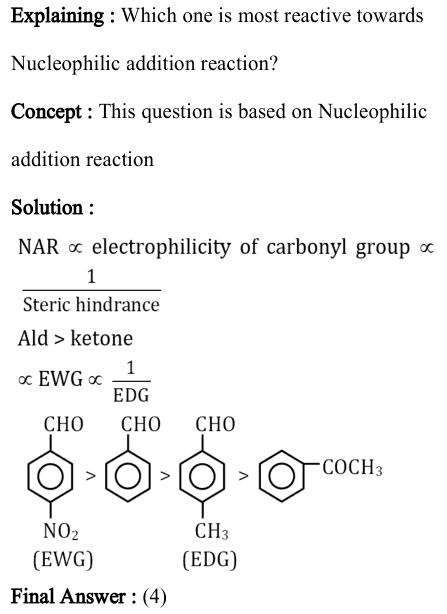 Explaining : Which one is most reactive towards
Nucleophilic addition reaction?
Concept : This question is based on Nucleophilic
addition reaction
Solution :
NAR ∝ electrophilicity of carbonyl group ∝
1
Steric hindrance
Ald > ketone
∝ EWG ∝ 1
EDG
CHO CHO CHO
> > > COCH₃
NO₂ CH₃
(EWG) (EDG)
Final Answer : (4)